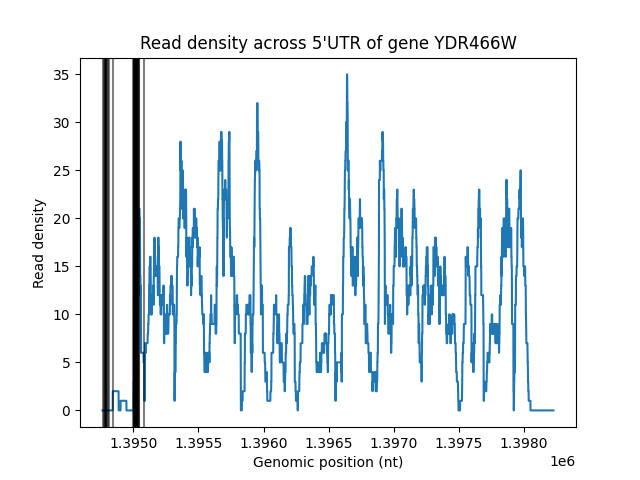 Read density across 5'UTR of gene YDR466W
35
30
25
20
15
10
5
0
Read density
1.3950 1.3955 1.3960 1.3965 1.3970 1.3975 1.3980
Genomic position (nt)
1e6